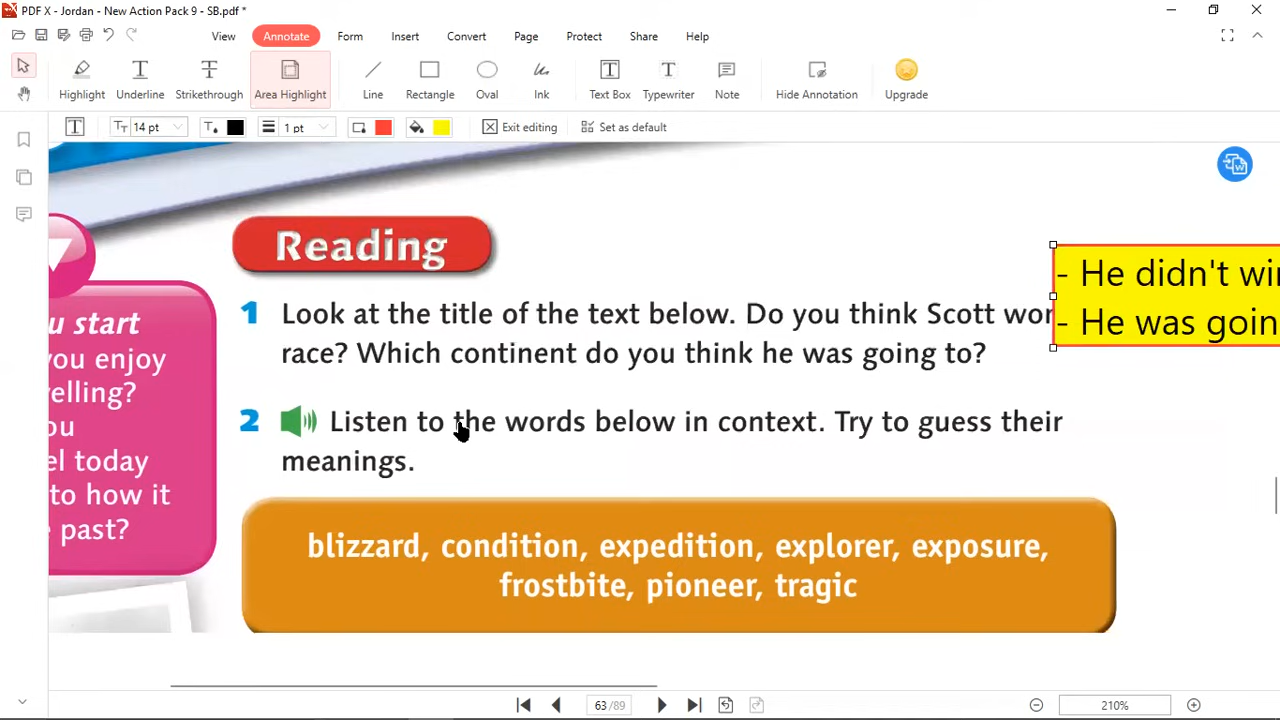 PDF X - Jordan - New Action Pack 9 - SB.pdf *
View Annotate Form Insert Convert Page Protect Share Help
Highlight Underline Strikethrough Area Highlight Line Rectangle Oval Ink Text Box Typewriter Note Hide Annotation Upgrade
14 pt 1 pt Exit editing Set as default
Reading
- He didn't wi
- He was goin
1 Look at the title of the text below. Do you think Scott wo
race? Which continent do you think he was going to?
u start
you enjoy
elling?
ou
el today
to how it
past?
2 Listen to the words below in context. Try to guess their
meanings.
blizzard, condition, expedition, explorer, exposure,
frostbite, pioneer, tragic
63 /89
210%